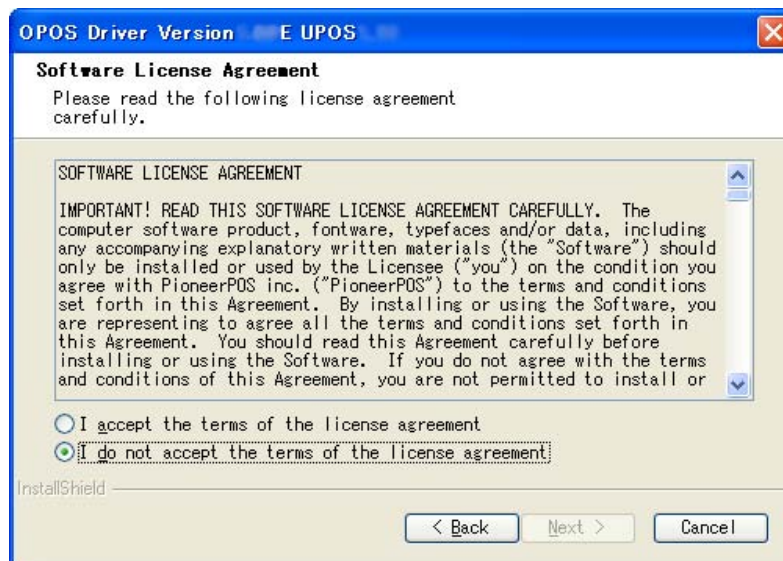 OPOS Driver Version E UPOS
Software License Agreement
Please read the following license agreement
carefully.
SOFTWARE LICENSE AGREEMENT
IMPORTANT! READ THIS SOFTWARE LICENSE AGREEMENT CAREFULLY. The
computer software product, fontware, typefaces and/or data, including
any accompanying explanatory written materials (the "Software") should
only be installed or used by the Licensee ("you") on the condition you
agree with PioneerPOS inc. ("PioneerPOS") to the terms and conditions
set forth in this Agreement. By installing or using the Software, you
are representing to agree all the terms and conditions set forth in
this Agreement. You should read this Agreement carefully before
installing or using the Software. If you do not agree with the terms
and conditions of this Agreement, you are not permitted to install or
I accept the terms of the license agreement
I do not accept the terms of the license agreement
InstallShield
< Back Next > Cancel